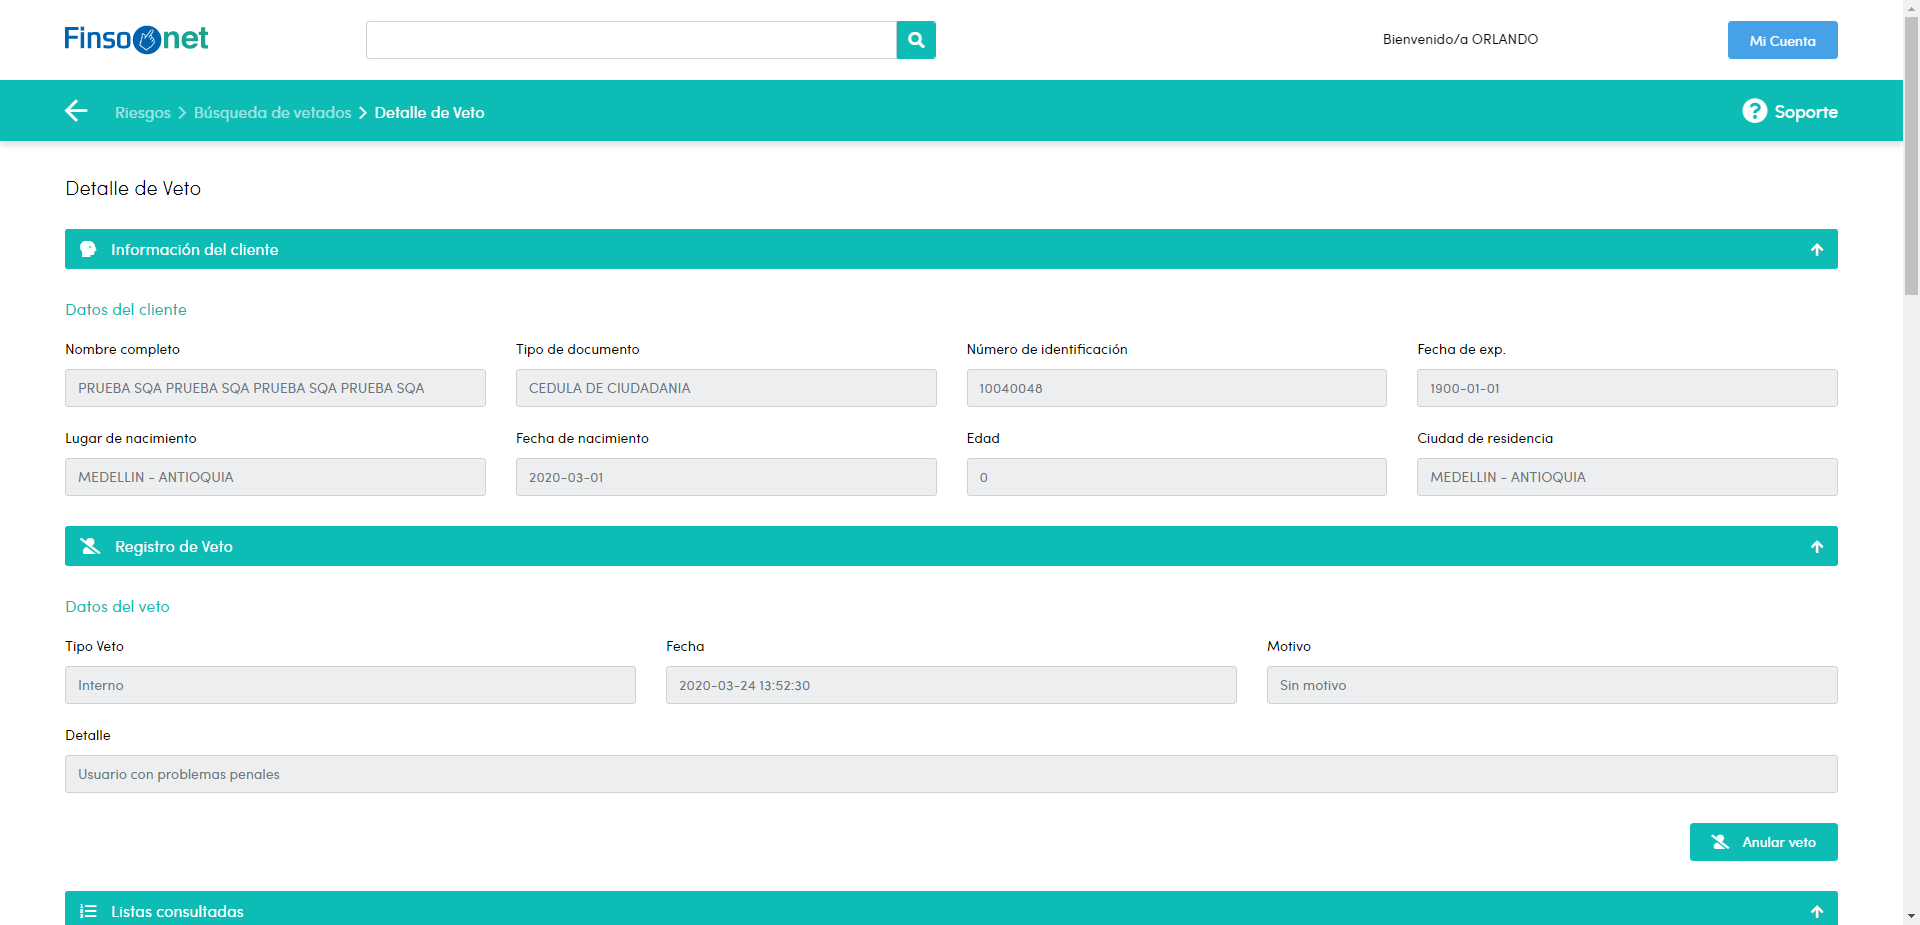 Finsonet
Bienvenido/a ORLANDO
Mi Cuenta
Riesgos > Búsqueda de vetados > Detalle de Veto
Soporte
Detalle de Veto
Información del cliente
Datos del cliente
Nombre completo Tipo de documento Número de identificación Fecha de exp.
PRUEBA SQA PRUEBA SQA PRUEBA SQA PRUEBA SQA CEDULA DE CIUDADANIA 10040048 1900-01-01
Lugar de nacimiento Fecha de nacimiento Edad Ciudad de residencia
MEDELLIN - ANTIOQUIA 2020-03-01 0 MEDELLIN - ANTIOQUIA
Registro de Veto
Datos del veto
Tipo Veto Fecha Motivo
Interno 2020-03-24 13:52:30 Sin motivo
Detalle
Usuario con problemas penales
Anular veto
Listas consultadas